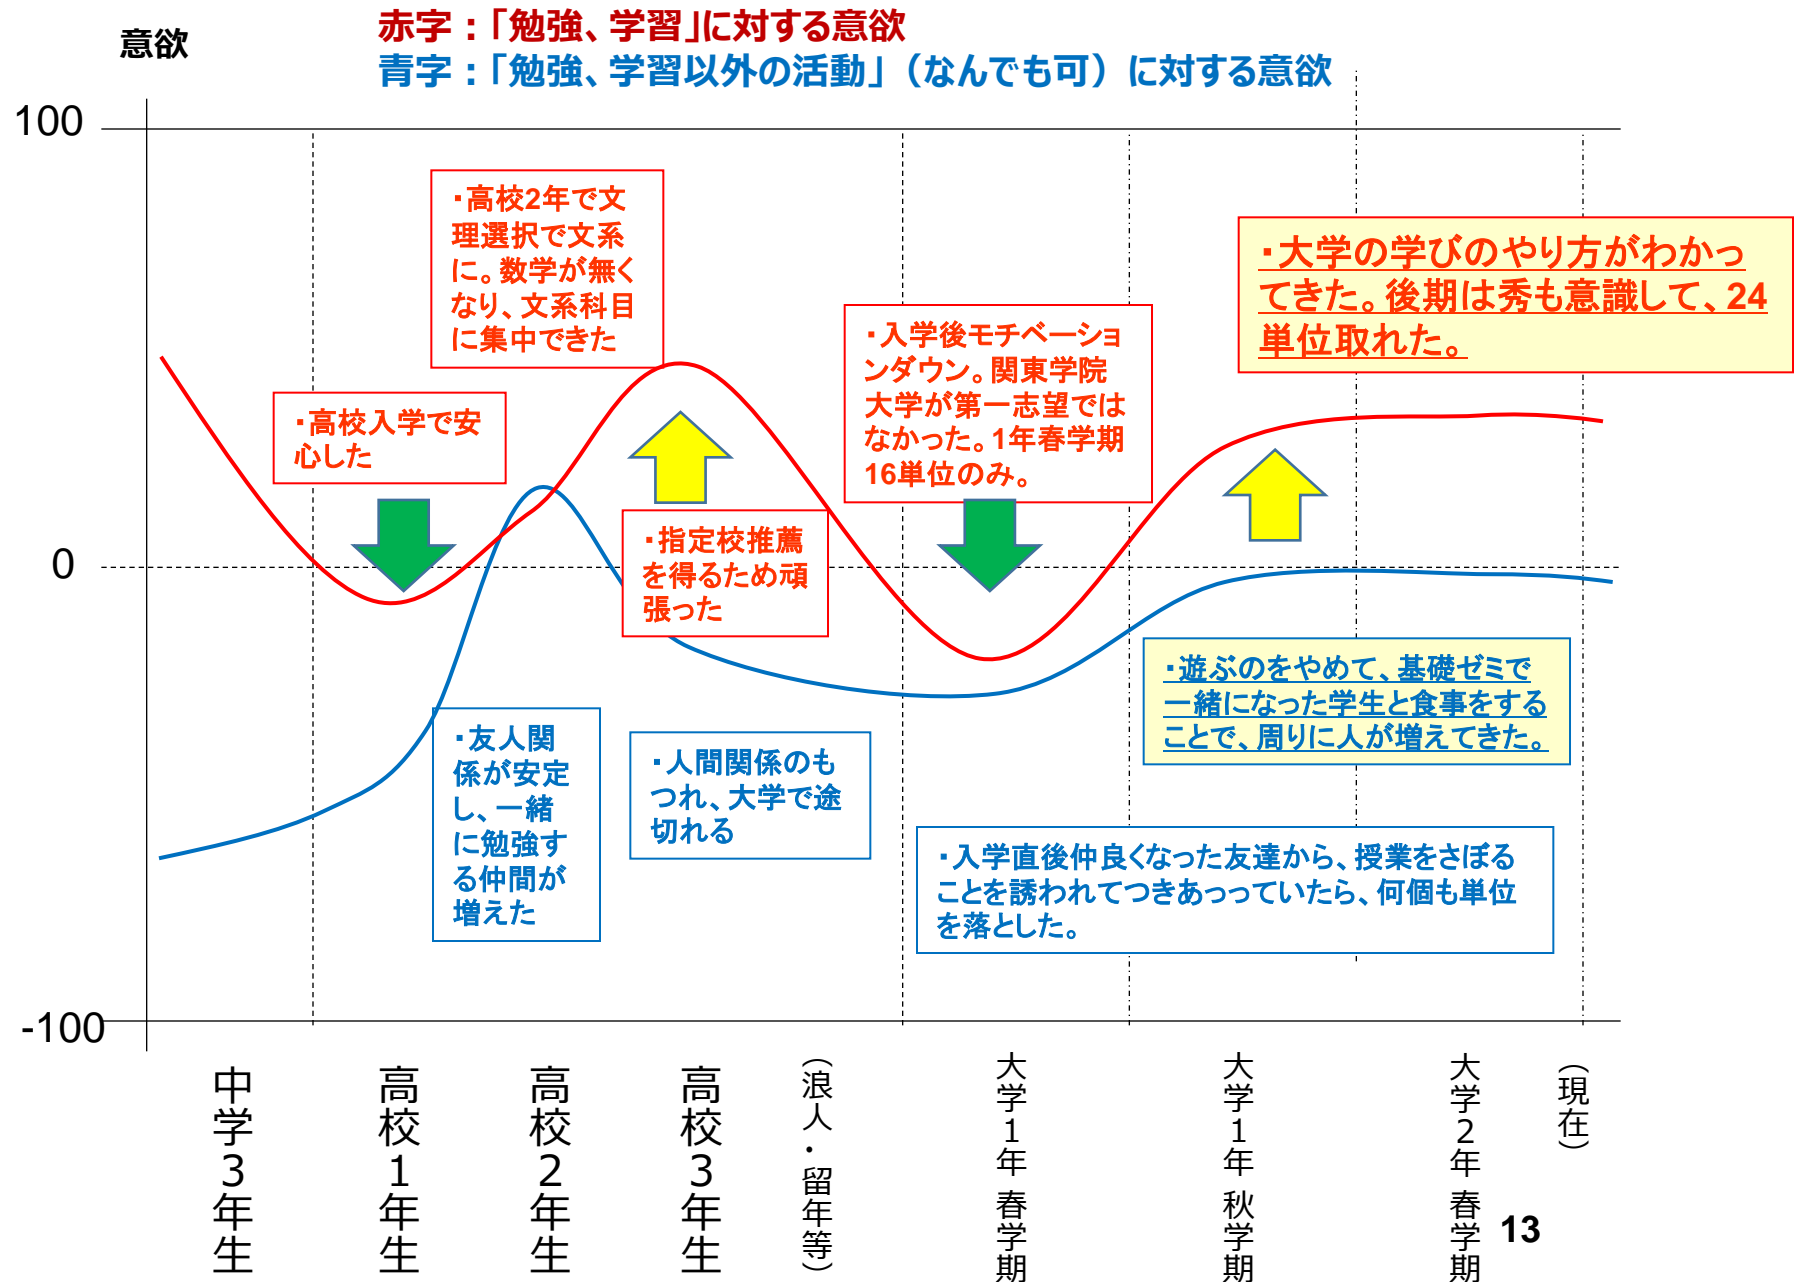 意欲
赤字：「勉強、学習」に対する意欲
青字：「勉強、学習以外の活動」（なんでも可）に対する意欲
100
0
-100
・高校2年で文
理選択で文系
に。数学が無く
なり、文系科目
に集中できた
・高校入学で安
心した
・指定校推薦
を得るため頑
張った
・入学後モチベーショ
ンダウン。関東学院
大学が第一志望では
なかった。1年春学期
16単位のみ。
・大学の学びのやり方がわかっ
てきた。後期は秀も意識して、24
単位取れた。
・友人関
係が安定
し、一緒
に勉強す
る仲間が
増えた
・人間関係のも
つれ、大学で途
切れる
・遊ぶのをやめて、基礎ゼミで
一緒になった学生と食事をする
ことで、周りに人が増えてきた。
・入学直後仲良くなった友達から、授業をさぼる
ことを誘われてつきあっっていたら、何個も単位
を落とした。
中学３年生
高校１年生
高校２年生
高校３年生
（浪人・留年等）
大学１年 春学期
大学１年 秋学期
大学２年 春学期
（現在）
13